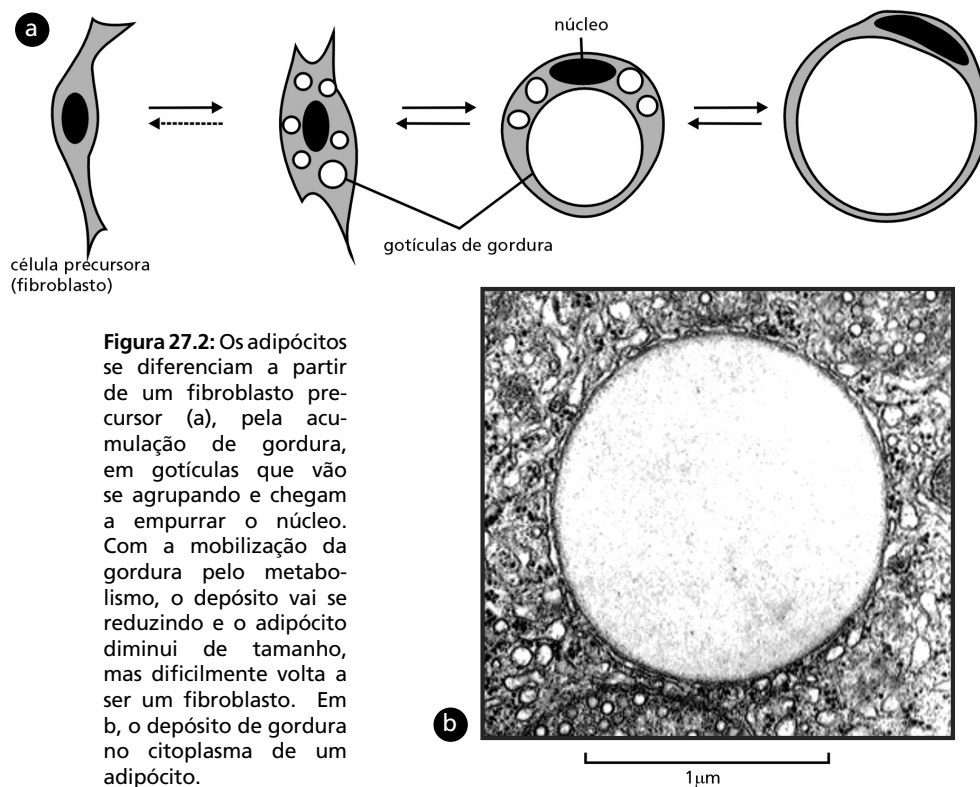 a
núcleo
gotículas de gordura
célula precursora
(fibroblasto)
Figura 27.2: Os adipócitos
se diferenciam a partir
de um fibroblasto pre-
cursor (a), pela acu-
mulação de gordura,
em gotículas que vão
se agrupando e chegam
a empurrar o núcleo.
Com a mobilização da
gordura pelo metabo-
lismo, o depósito vai se
reduzindo e o adipócito
diminui de tamanho,
mas dificilmente volta a
ser um fibroblasto. Em
b, o depósito de gordura
no citoplasma de um
adipócito.
b
1µm